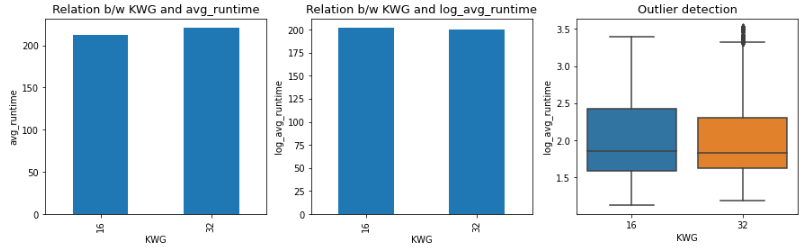 Relation b/w KWG and avg_runtime
avg_runtime
200
150
100
50
0
16
32
KWG
Relation b/w KWG and log_avg_runtime
log_avg_runtime
200
175
150
125
100
75
50
25
0
16
32
KWG
Outlier detection
log_avg_runtime
3.5
3.0
2.5
2.0
1.5
16
32
KWG